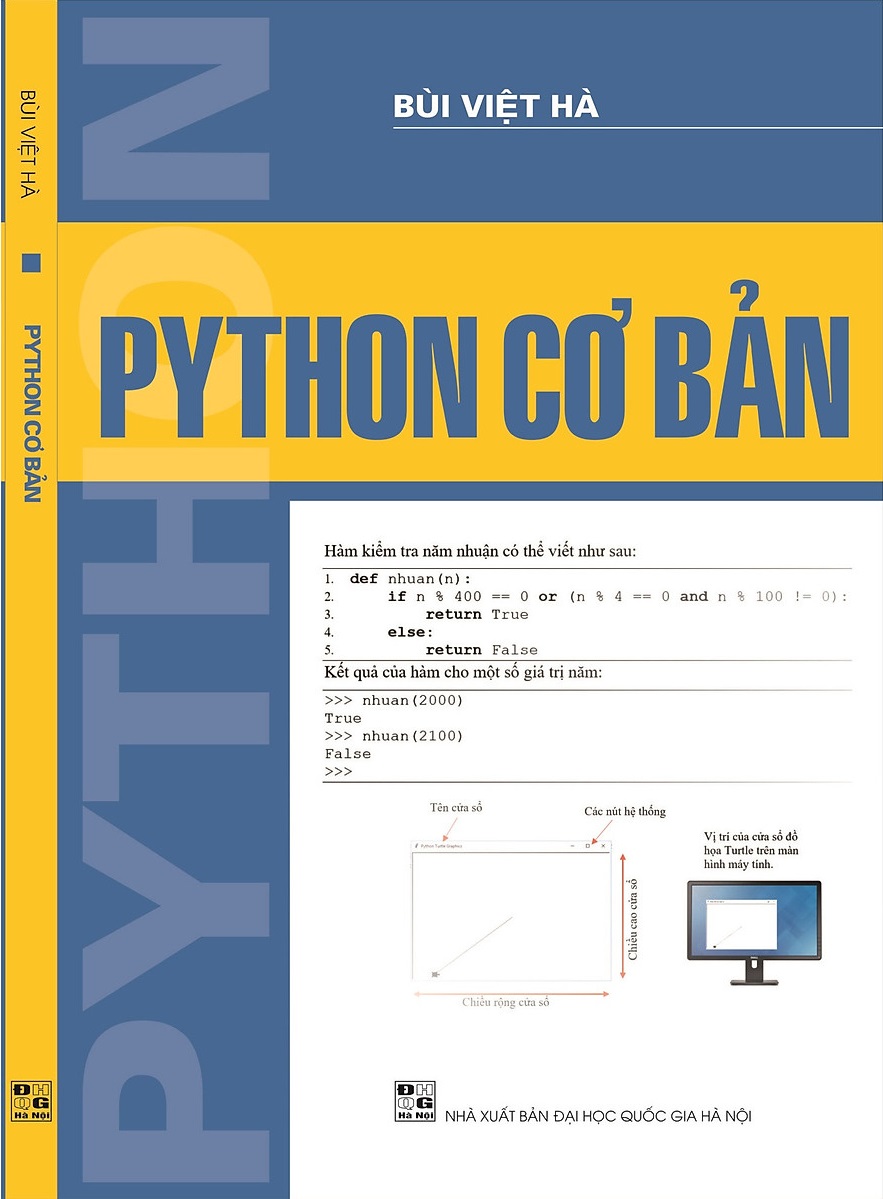 BÙI VIỆT HÀ
PYTHON CƠ BẢN
ĐHQG
Hà Nội
PYTHON
BÙI VIỆT HÀ
PYTHON CƠ BẢN
Hàm kiểm tra năm nhuận có thể viết như sau:
1. def nhuan(n):
2. if n % 400 == 0 or (n % 4 == 0 and n % 100 != 0):
3. return True
4. else:
5. return False
Kết quả của hàm cho một số giá trị năm:
>>> nhuan(2000)
True
>>> nhuan(2100)
False
>>>
Tên cửa sổ
Các nút hệ thống
Python Turtle Graphics
Chiều cao cửa sổ
Chiều rộng cửa sổ
Vị trí của cửa sổ đồ
họa Turtle trên màn
hình máy tính.
ĐH
QG
Hà Nội
NHÀ XUẤT BẢN ĐẠI HỌC QUỐC GIA HÀ NỘI